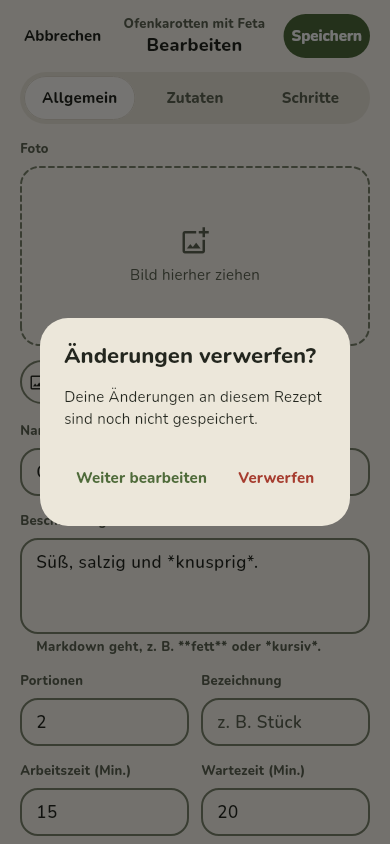 Abbrechen
Ofenkarotten mit Feta
Bearbeiten
Speichern
Allgemein
Zutaten
Schritte
Foto
Bild hierher ziehen
Änderungen verwerfen?
Deine Änderungen an diesem Rezept
sind noch nicht gespeichert.
Weiter bearbeiten
Verwerfen
Süß, salzig und *knusprig*.
Markdown geht, z. B. **fett** oder *kursiv*.
Portionen
Bezeichnung
2
z. B. Stück
Arbeitszeit (Min.)
Wartezeit (Min.)
15
20